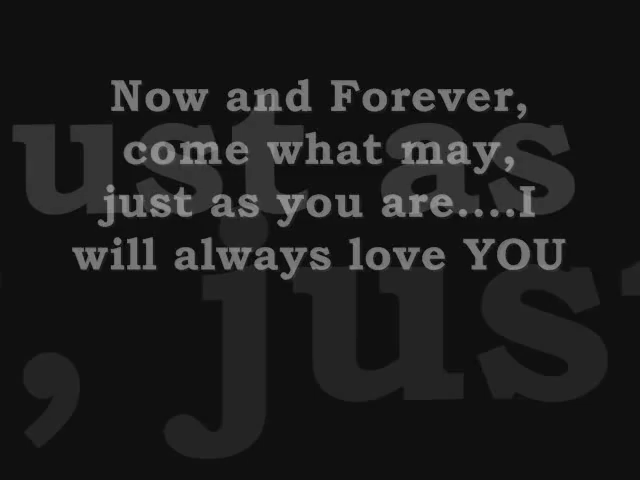 Now and Forever,
come what may,
just as you are....I
will always love YOU
ust as
, jus